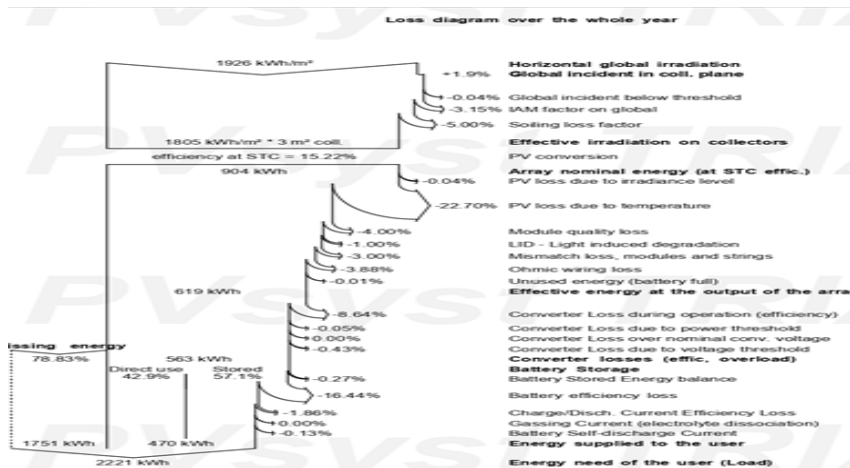 Loss diagram over the whole year
1926 kWh/m² Horizontal global irradiation
+1.9% Global incident in coll. plane
-0.04% Global incident below threshold
-3.15% IAM factor on global
-5.00% Soiling loss factor
1805 kWh/m² * 3 m² coll. Effective irradiation on collectors
efficiency at STC = 15.22% PV conversion
904 kWh Array nominal energy (at STC effic.)
-0.04% PV loss due to irradiance level
-22.70% PV loss due to temperature
-4.00% Module quality loss
-1.00% LID - Light induced degradation
-3.00% Mismatch loss, modules and strings
-3.88% Ohmic wiring loss
-0.01% Unused energy (battery full)
619 kWh Effective energy at the output of the arra
-8.64% Converter Loss during operation (efficiency)
-0.05% Converter Loss due to power threshold
0.00% Converter Loss over nominal conv. voltage
issing energy -0.43% Converter Loss due to voltage threshold
78.83% 563 kWh Converter losses (effic, overload)
Direct use Stored Battery Storage
42.9% 57.1% -0.27% Battery Stored Energy balance
-16.44% Battery efficiency loss
-1.86% Charge/Disch. Current Efficiency Loss
0.00% Gassing Current (electrolyte dissociation)
-0.13% Battery Self-discharge Current
1751 kWh 470 kWh Energy supplied to the user
2221 kWh Energy need of the user (Load)
PVsyst TRIA
PVsyst TRIA
PVsyst TRIA